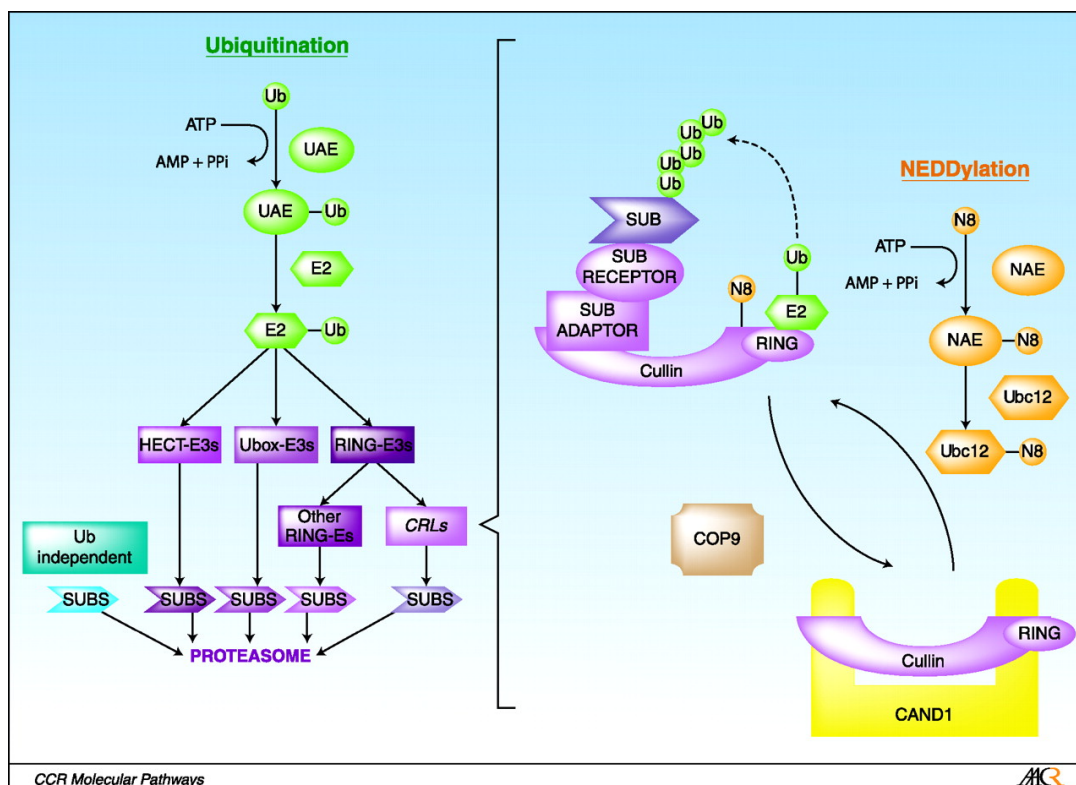 Ubiquitination
Ub
ATP
AMP + PPi
UAE
UAE
Ub
E2
E2
Ub
HECT-E3s
Ubox-E3s
RING-E3s
Other
RING-Es
CRLs
Ub
independent
SUBS
SUBS
SUBS
SUBS
SUBS
PROTEASOME
Ub
Ub
Ub
Ub
Ub
SUB
SUB
RECEPTOR
SUB
ADAPTOR
N8
Ub
E2
RING
Cullin
COP9
NEDDylation
N8
ATP
AMP + PPi
NAE
NAE
N8
Ubc12
Ubc12
N8
RING
Cullin
CAND1
CCR Molecular Pathways
AACR